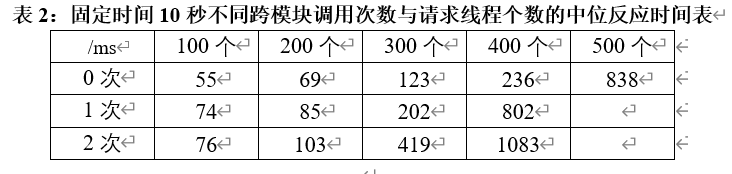 表 2：固定时间 10 秒不同跨模块调用次数与请求线程个数的中位反应时间表
/ms 100 个 200 个 300 个 400 个 500 个
0 次 55 69 123 236 838
1 次 74 85 202 802
2 次 76 103 419 1083